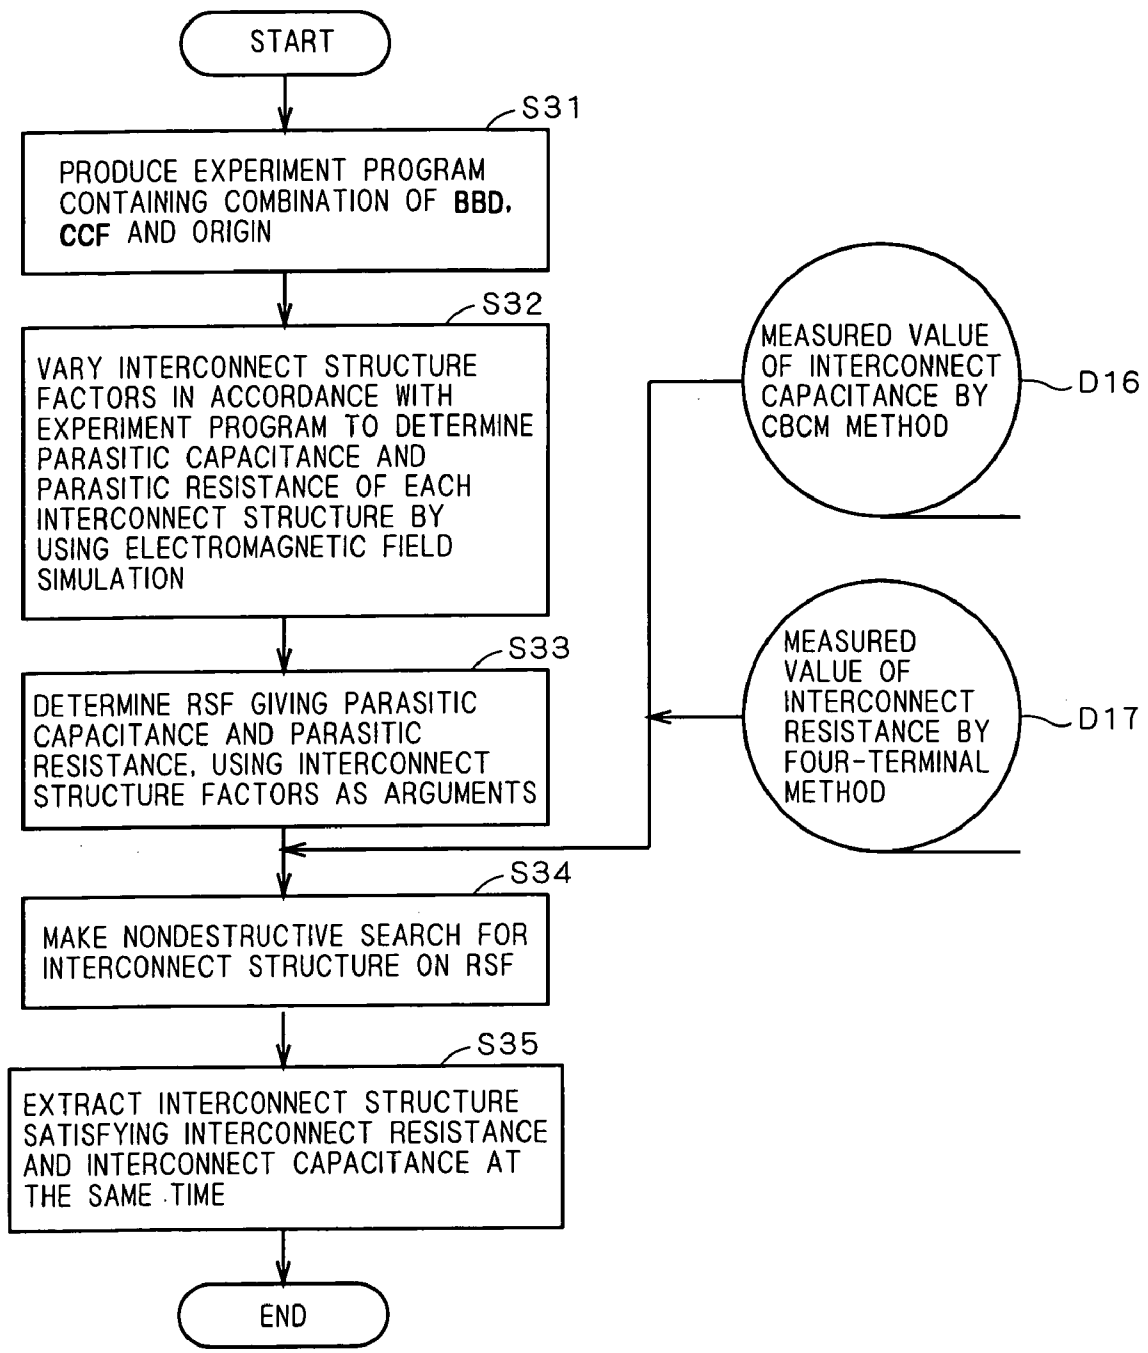 START
S31
PRODUCE EXPERIMENT PROGRAM
CONTAINING COMBINATION OF BBD,
CCF AND ORIGIN
S32
VARY INTERCONNECT STRUCTURE
FACTORS IN ACCORDANCE WITH
EXPERIMENT PROGRAM TO DETERMINE
PARASITIC CAPACITANCE AND
PARASITIC RESISTANCE OF EACH
INTERCONNECT STRUCTURE BY
USING ELECTROMAGNETIC FIELD
SIMULATION
MEASURED VALUE
OF INTERCONNECT
CAPACITANCE BY
CBCM METHOD
D16
S33
DETERMINE RSF GIVING PARASITIC
CAPACITANCE AND PARASITIC
RESISTANCE, USING INTERCONNECT
STRUCTURE FACTORS AS ARGUMENTS
MEASURED
VALUE OF
INTERCONNECT
RESISTANCE BY
FOUR-TERMINAL
METHOD
D17
S34
MAKE NONDESTRUCTIVE SEARCH FOR
INTERCONNECT STRUCTURE ON RSF
S35
EXTRACT INTERCONNECT STRUCTURE
SATISFYING INTERCONNECT RESISTANCE
AND INTERCONNECT CAPACITANCE AT
THE SAME TIME
END